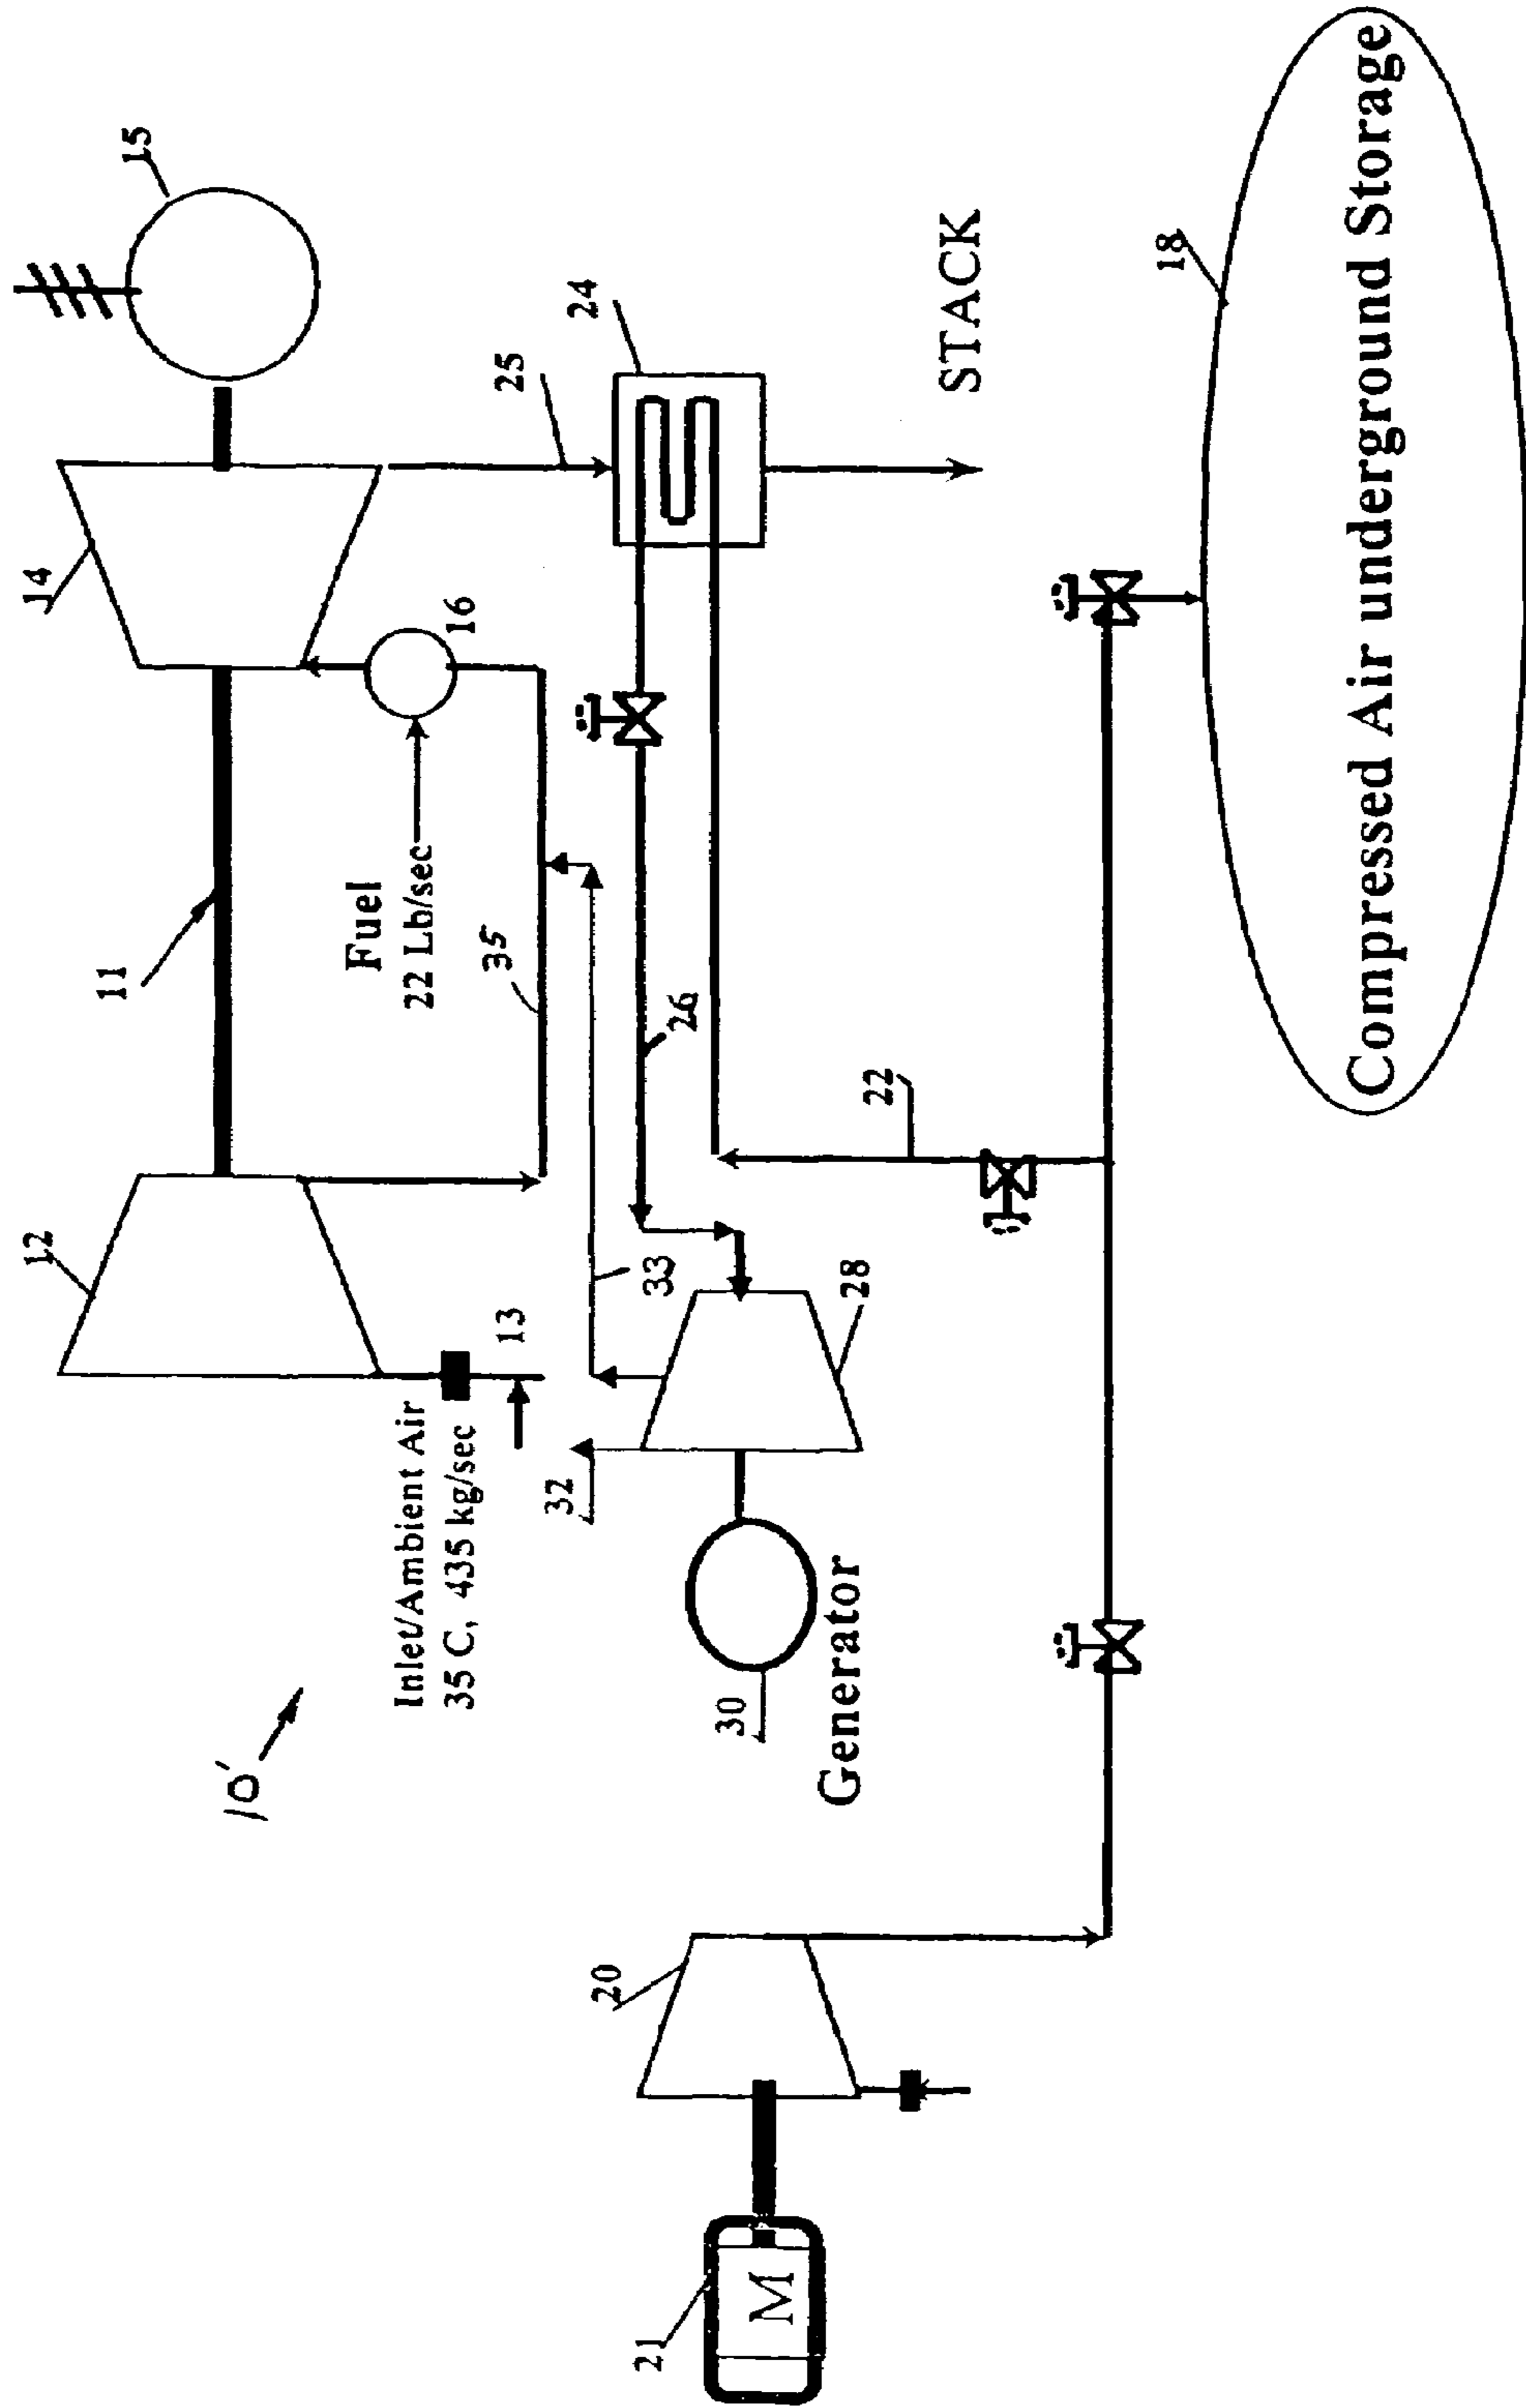 12
14
11
15
10'
Inlet/Ambient Air
35 C, 435 kg/sec
Fuel
22 Lb/sec
16
13
35
25
32
24
20
21
33
26
30
M
Generator
28
22
STACK
18
Compressed Air underground Storage